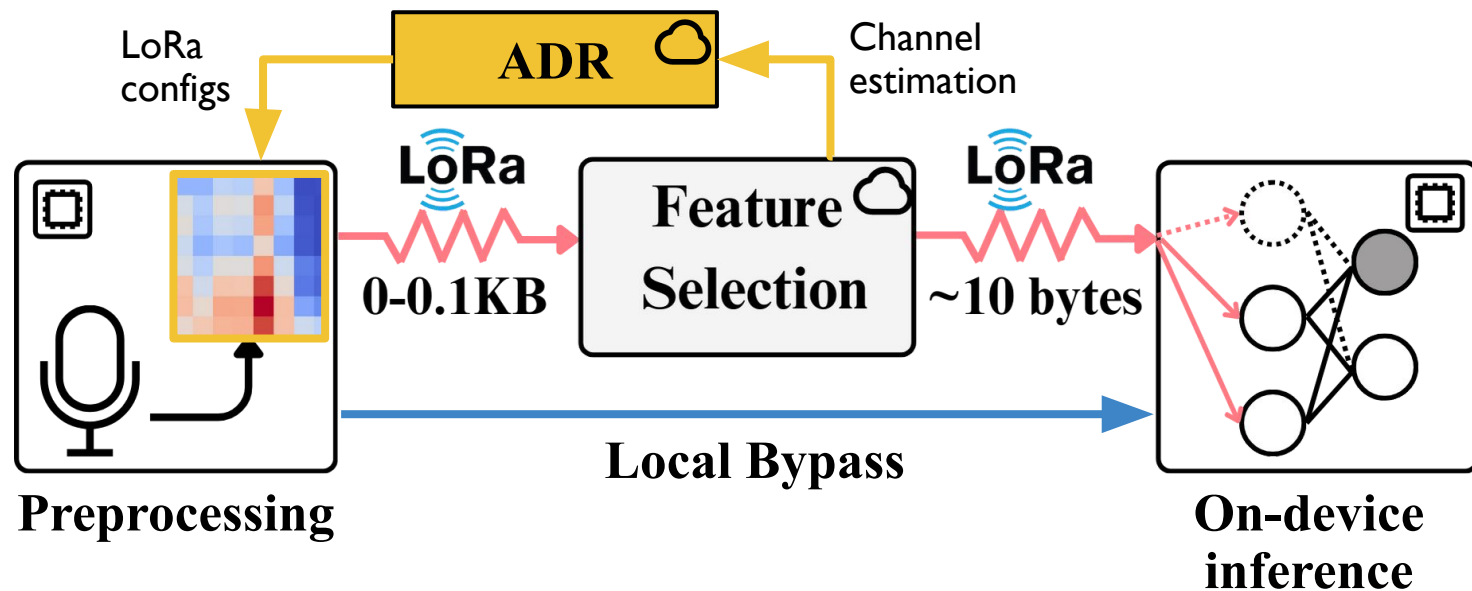 LoRa
configs
ADR
Channel
estimation
LoRa
0-0.1KB
Feature
Selection
LoRa
~10 bytes
Local Bypass
Preprocessing
On-device
inference